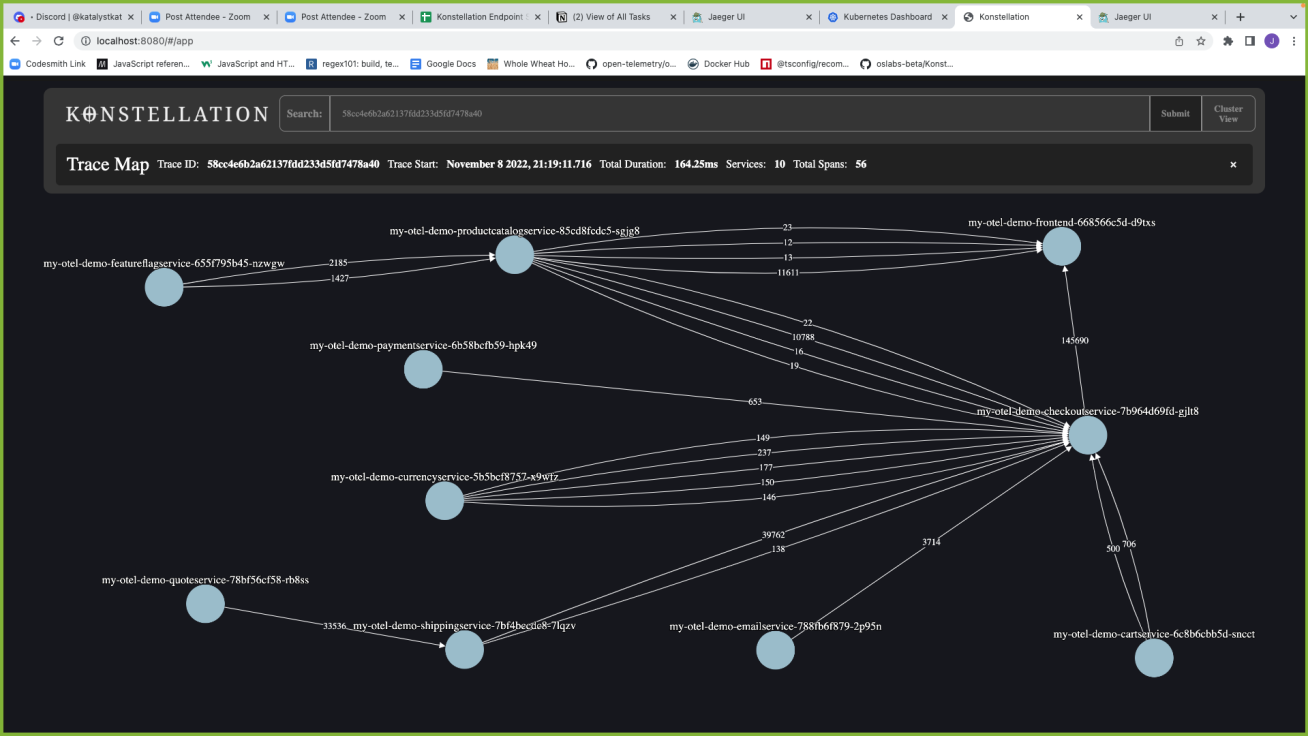 • Discord | @katalystkat
Post Attendee - Zoom
Post Attendee - Zoom
Konstellation Endpoint S
(2) View of All Tasks
Jaeger UI
Kubernetes Dashboard
Konstellation
Jaeger UI
localhost:8080/#/app
J
Codesmith Link
JavaScript referen...
JavaScript and HT...
regex101: build, te...
Google Docs
Whole Wheat Ho...
open-telemetry/o...
Docker Hub
@tsconfig/recom...
oslabs-beta/Konst...
KONSTELLATION
Search:
58cc4e6b2a62137fdd233d5fd7478a40
Submit
Cluster
View
Trace Map Trace ID: 58cc4e6b2a62137fdd233d5fd7478a40 Trace Start: November 8 2022, 21:19:11.716 Total Duration: 164.25ms Services: 10 Total Spans: 56 ×
my-otel-demo-frontend-668566c5d-d9txs
my-otel-demo-productcatalogservice-85cd8fcdc5-sgjg8
23
12
my-otel-demo-featureflagservice-655f795b45-nzwgw
2185
13
11611
1427
22
10788
145690
my-otel-demo-paymentservice-6b58bcfb59-hpk49
16
19
653
my-otel-demo-checkoutservice-7b964d69fd-gjlt8
149
237
177
my-otel-demo-currencyservice-5b5bcf8757-x9wfz
150
146
39762
3714
706
138
500
my-otel-demo-quoteservice-78bf56cf58-rb8ss
33536
my-otel-demo-shippingservice-7bf4becde8-7lqzv
my-otel-demo-emailservice-788fb6f879-2p95n
my-otel-demo-cartservice-6c8b6cbb5d-sncct